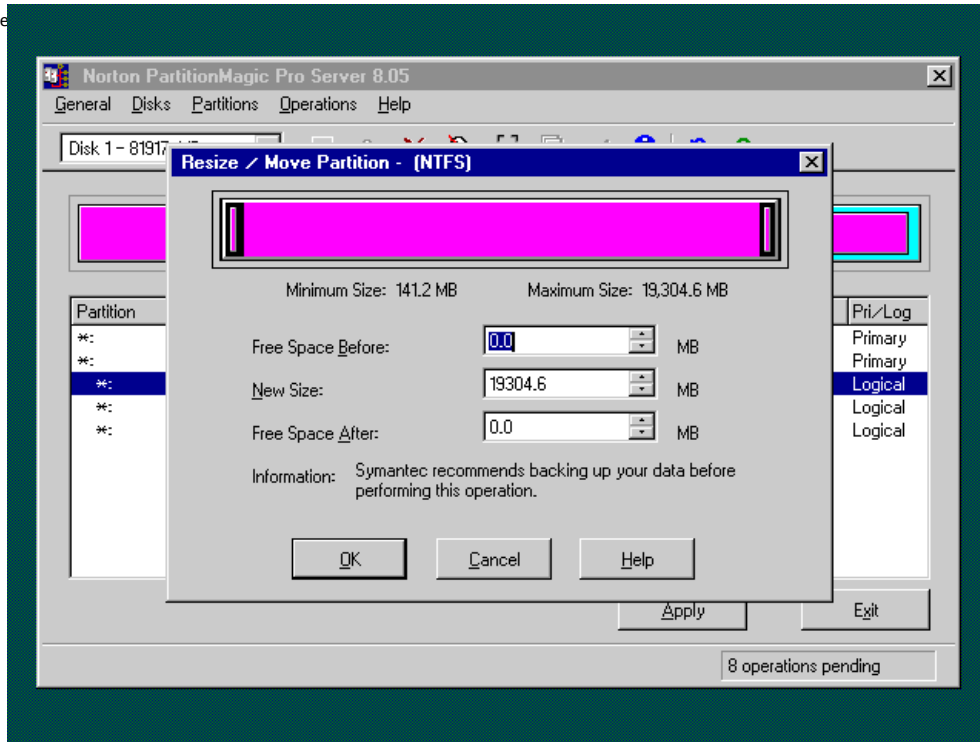 e
Norton PartitionMagic Pro Server 8.05
General Disks Partitions Operations Help
Disk 1 - 81917
Resize / Move Partition - (NTFS)
Minimum Size: 141.2 MB Maximum Size: 19,304.6 MB
Partition Pri/Log
*: Primary
*: Primary
*: Logical
*: Logical
*: Logical
Free Space Before: 0.0 MB
New Size: 19304.6 MB
Free Space After: 0.0 MB
Information: Symantec recommends backing up your data before
performing this operation.
OK Cancel Help
Apply Exit
8 operations pending